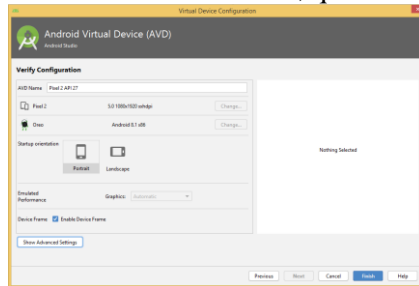 Virtual Device Configuration
Android Virtual Device (AVD)
Android Studio
Verify Configuration
AVD Name Pixel 2 API 27
Pixel 2 5.0 1080x1920 xxhdpi Change...
Oreo Android 8.1 x86 Change...
Startup orientation
Portrait Landscape
Emulated
Performance Graphics: Automatic
Device Frame Enable Device Frame
Show Advanced Settings
Nothing Selected
Previous Next Cancel Finish Help